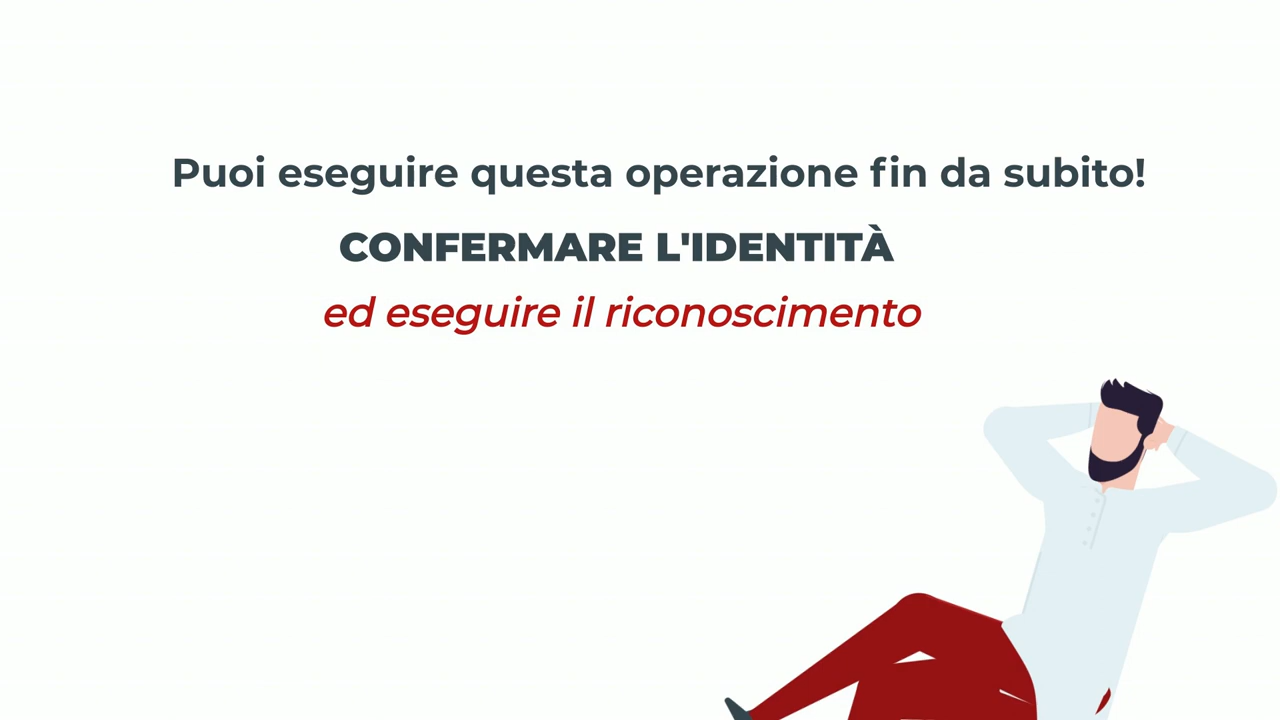 Puoi eseguire questa operazione fin da subito!
CONFERMARE L'IDENTITÀ
ed eseguire il riconoscimento